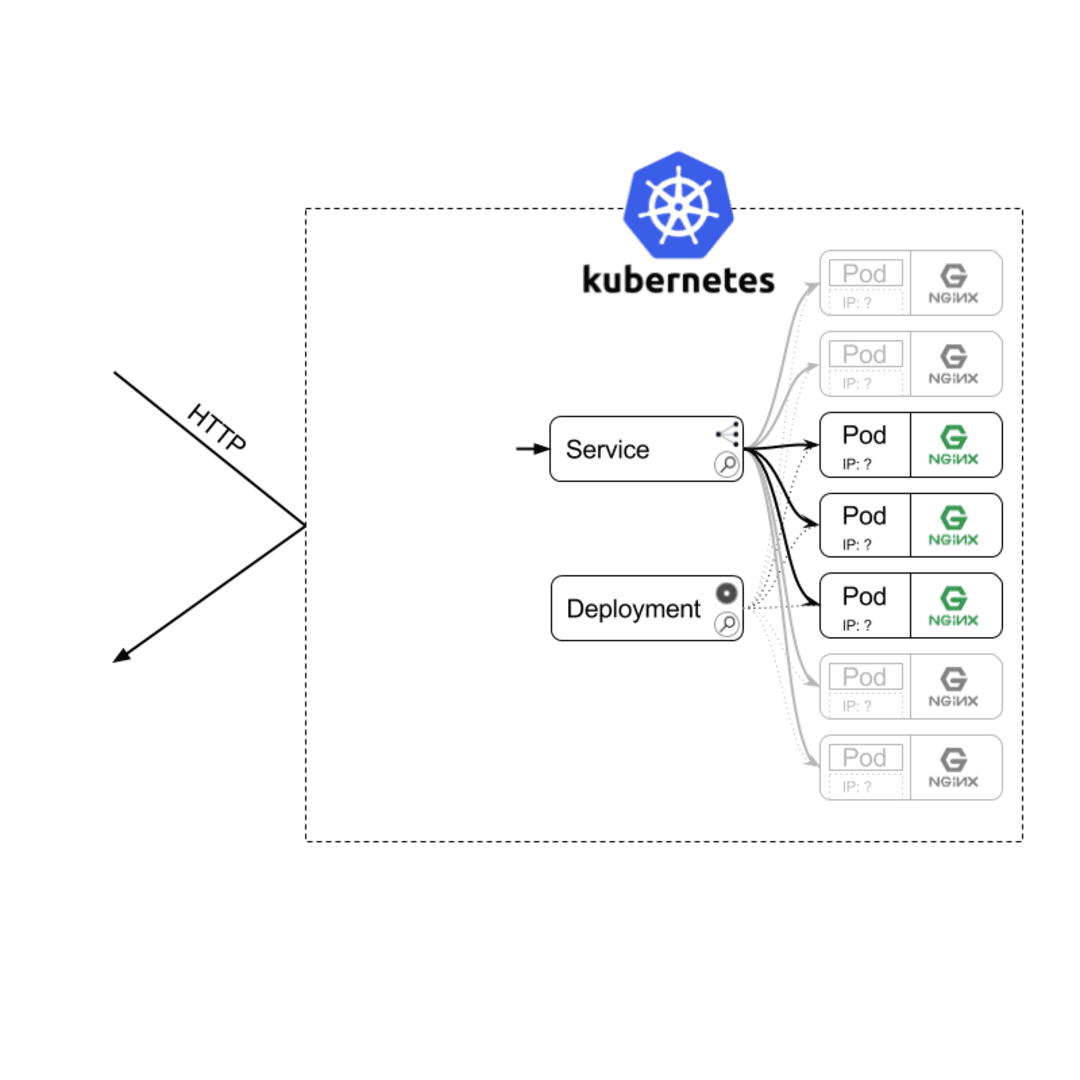 kubernetes
HTTP
Service
Deployment
Pod
IP: ?
NGINX
Pod
IP: ?
NGINX
Pod
IP: ?
NGINX
Pod
IP: ?
NGINX
Pod
IP: ?
NGINX
Pod
IP: ?
NGINX
Pod
IP: ?
NGINX